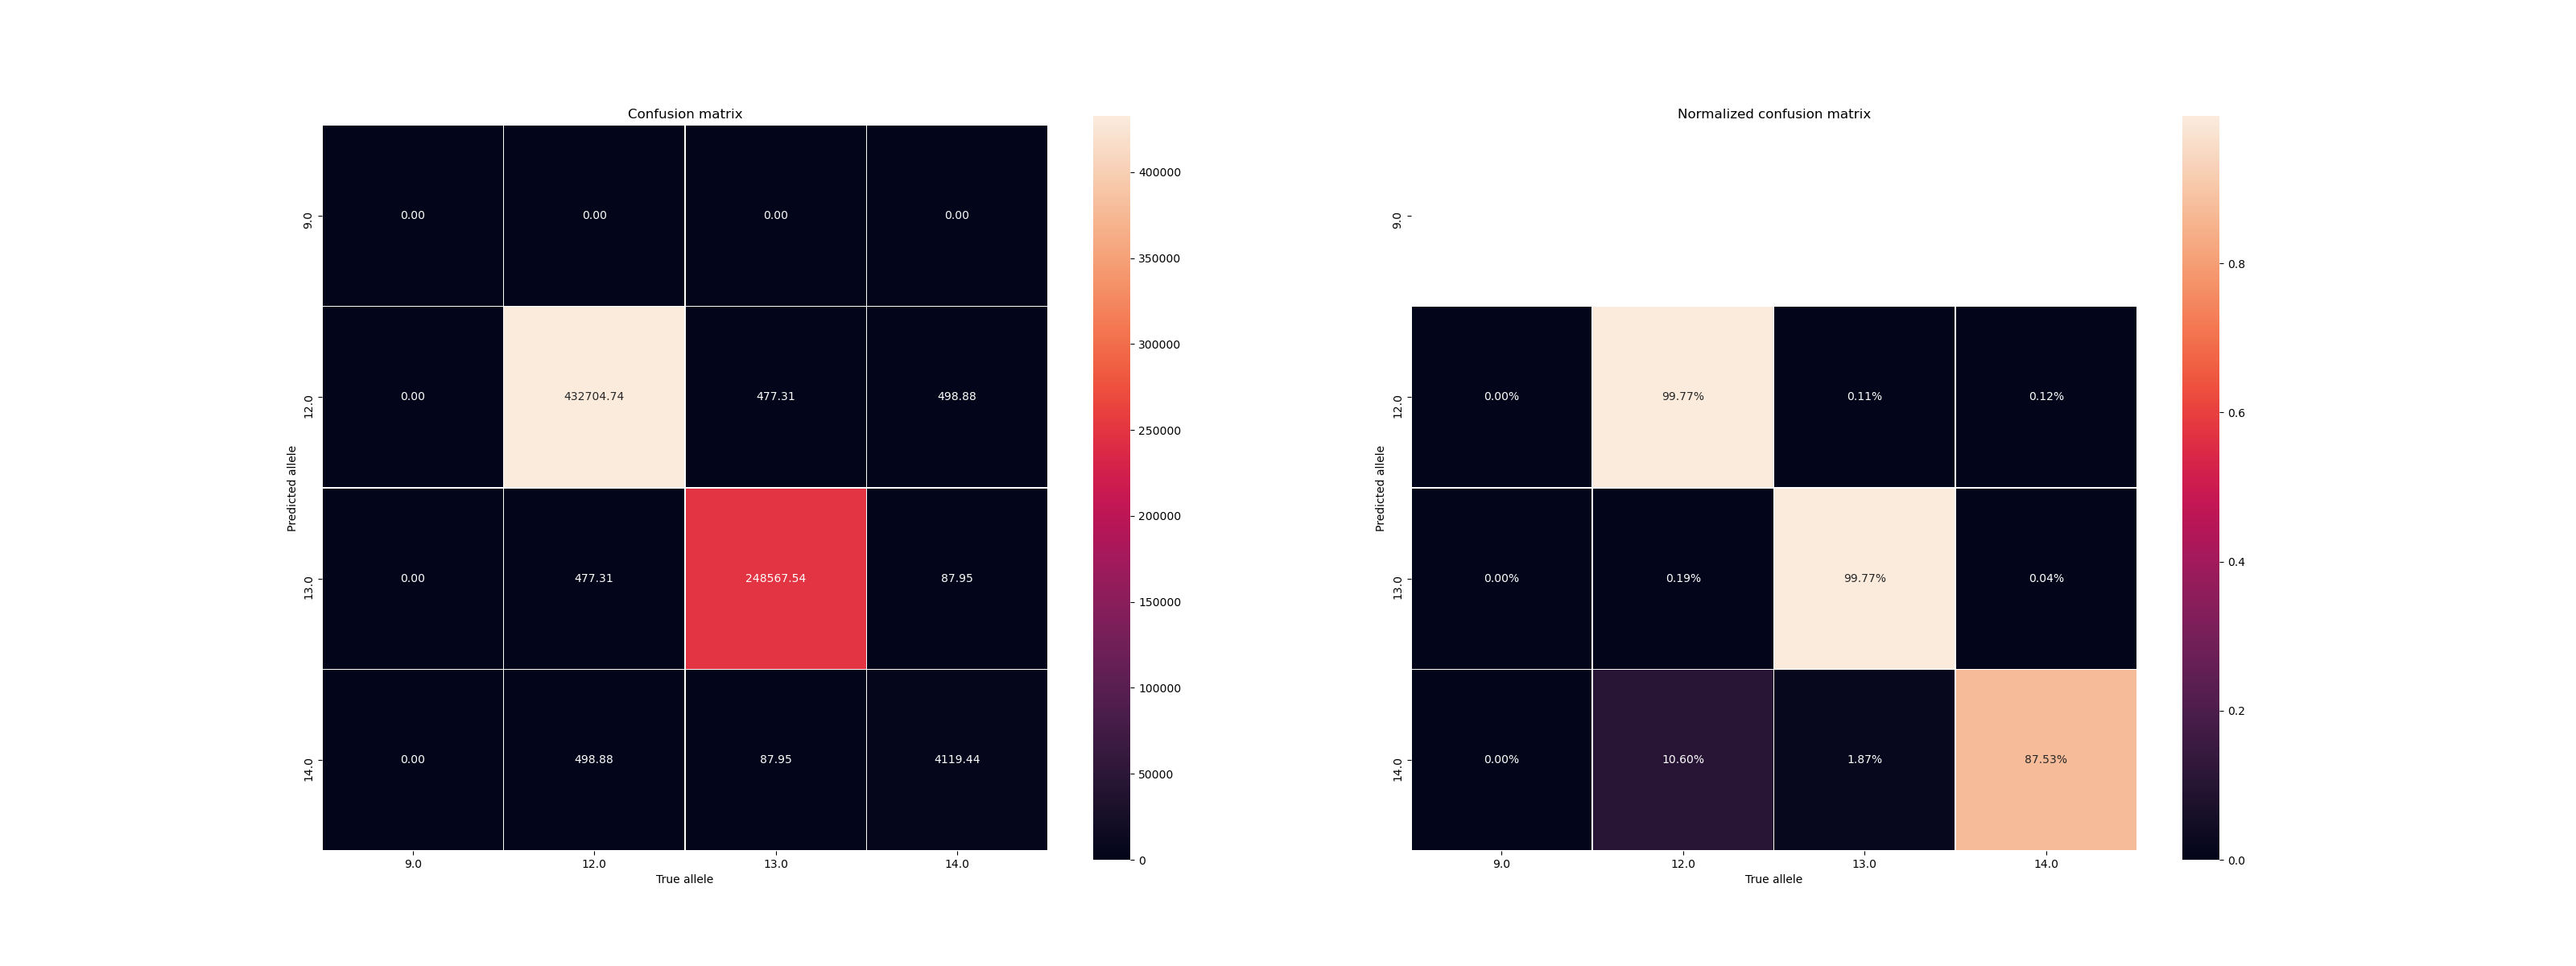 Confusion matrix
9.0
0.00 0.00 0.00 0.00
12.0
0.00 432704.74 477.31 498.88
13.0
0.00 477.31 248567.54 87.95
14.0
0.00 498.88 87.95 4119.44
9.0 12.0 13.0 14.0
True allele
Predicted allele
400000
350000
300000
250000
200000
150000
100000
50000
0
Normalized confusion matrix
9.0
12.0
0.00% 99.77% 0.11% 0.12%
13.0
0.00% 0.19% 99.77% 0.04%
14.0
0.00% 10.60% 1.87% 87.53%
9.0 12.0 13.0 14.0
True allele
Predicted allele
0.8
0.6
0.4
0.2
0.0